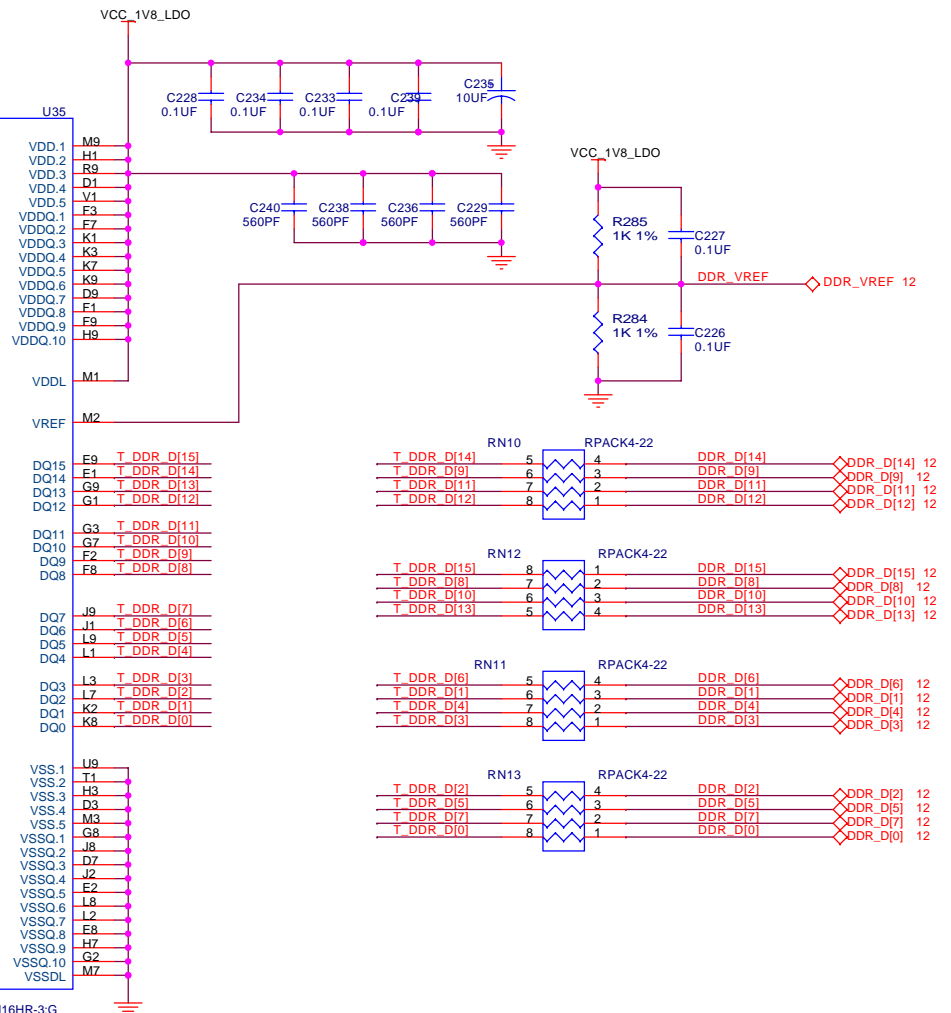 VCC_1V8_LDO
C228 0.1UF
C234 0.1UF
C233 0.1UF
C239 0.1UF
C235 10UF
U35
VDD.1 M9
VDD.2 H1
VDD.3 R9
VDD.4 D1
VDD.5 V1
VDDQ.1 F3
VDDQ.2 F7
VDDQ.3 K1
VDDQ.4 K3
VDDQ.5 K7
VDDQ.6 K9
VDDQ.7 D9
VDDQ.8 F1
VDDQ.9 F9
VDDQ.10 H9
VDDL M1
VREF M2
C240 560PF
C238 560PF
C236 560PF
C229 560PF
VCC_1V8_LDO
R285 1K 1%
C227 0.1UF
DDR_VREF
DDR_VREF 12
R284 1K 1%
C226 0.1UF
DQ15 E9 T_DDR_D[15]
DQ14 E1 T_DDR_D[14]
DQ13 G9 T_DDR_D[13]
DQ12 G1 T_DDR_D[12]
DQ11 G3 T_DDR_D[11]
DQ10 G7 T_DDR_D[10]
DQ9 F2 T_DDR_D[9]
DQ8 F8 T_DDR_D[8]
DQ7 J9 T_DDR_D[7]
DQ6 J1 T_DDR_D[6]
DQ5 L9 T_DDR_D[5]
DQ4 L1 T_DDR_D[4]
DQ3 L3 T_DDR_D[3]
DQ2 L7 T_DDR_D[2]
DQ1 K2 T_DDR_D[1]
DQ0 K8 T_DDR_D[0]
RN10 RPACK4-22
T_DDR_D[14] 5 4 DDR_D[14] DDR_D[14] 12
T_DDR_D[9] 6 3 DDR_D[9] DDR_D[9] 12
T_DDR_D[11] 7 2 DDR_D[11] DDR_D[11] 12
T_DDR_D[12] 8 1 DDR_D[12] DDR_D[12] 12
RN12 RPACK4-22
T_DDR_D[15] 8 1 DDR_D[15] DDR_D[15] 12
T_DDR_D[8] 7 2 DDR_D[8] DDR_D[8] 12
T_DDR_D[10] 6 3 DDR_D[10] DDR_D[10] 12
T_DDR_D[13] 5 4 DDR_D[13] DDR_D[13] 12
RN11 RPACK4-22
T_DDR_D[6] 5 4 DDR_D[6] DDR_D[6] 12
T_DDR_D[1] 6 3 DDR_D[1] DDR_D[1] 12
T_DDR_D[4] 7 2 DDR_D[4] DDR_D[4] 12
T_DDR_D[3] 8 1 DDR_D[3] DDR_D[3] 12
RN13 RPACK4-22
T_DDR_D[2] 5 4 DDR_D[2] DDR_D[2] 12
T_DDR_D[5] 6 3 DDR_D[5] DDR_D[5] 12
T_DDR_D[7] 7 2 DDR_D[7] DDR_D[7] 12
T_DDR_D[0] 8 1 DDR_D[0] DDR_D[0] 12
VSS.1 U9
VSS.2 T1
VSS.3 H3
VSS.4 D3
VSS.5 M3
VSSQ.1 G8
VSSQ.2 J8
VSSQ.3 D7
VSSQ.4 J2
VSSQ.5 E2
VSSQ.6 L8
VSSQ.7 L2
VSSQ.8 E8
VSSQ.9 H7
VSSQ.10 G2
VSSDL M7
16HR-3:G